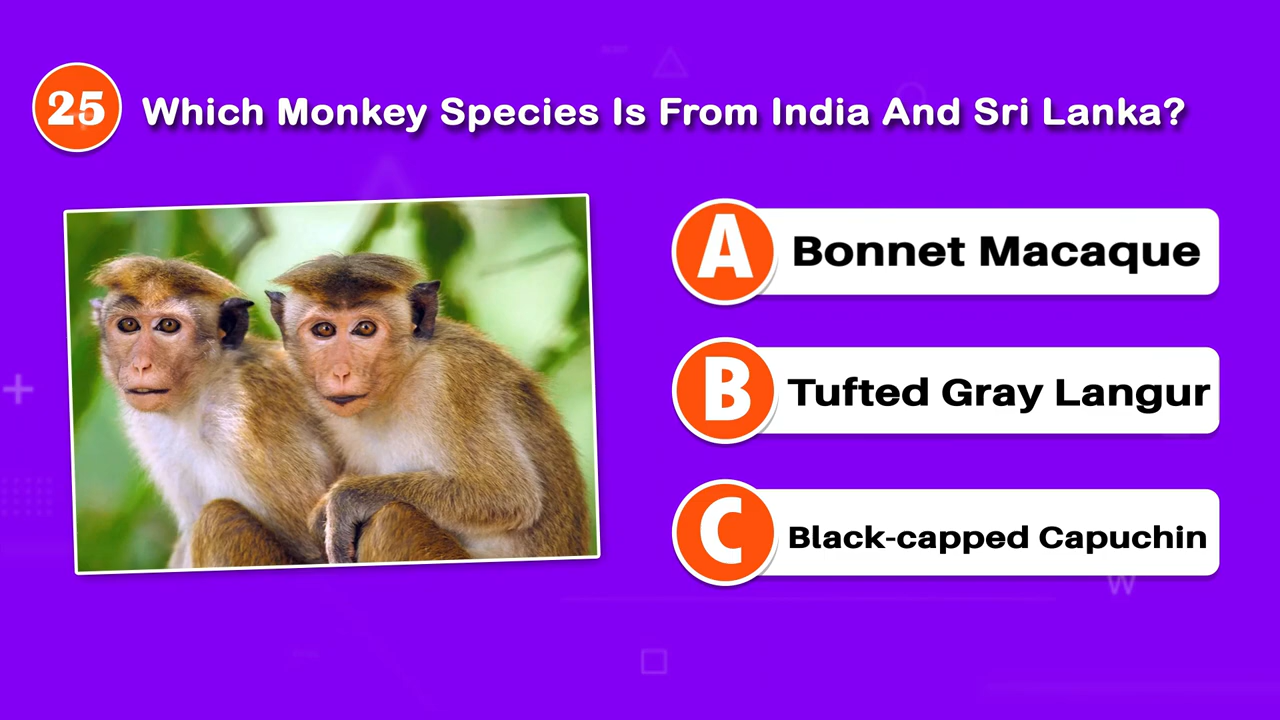 25 Which Monkey Species Is From India And Sri Lanka?
A Bonnet Macaque
B Tufted Gray Langur
C Black-capped Capuchin
W